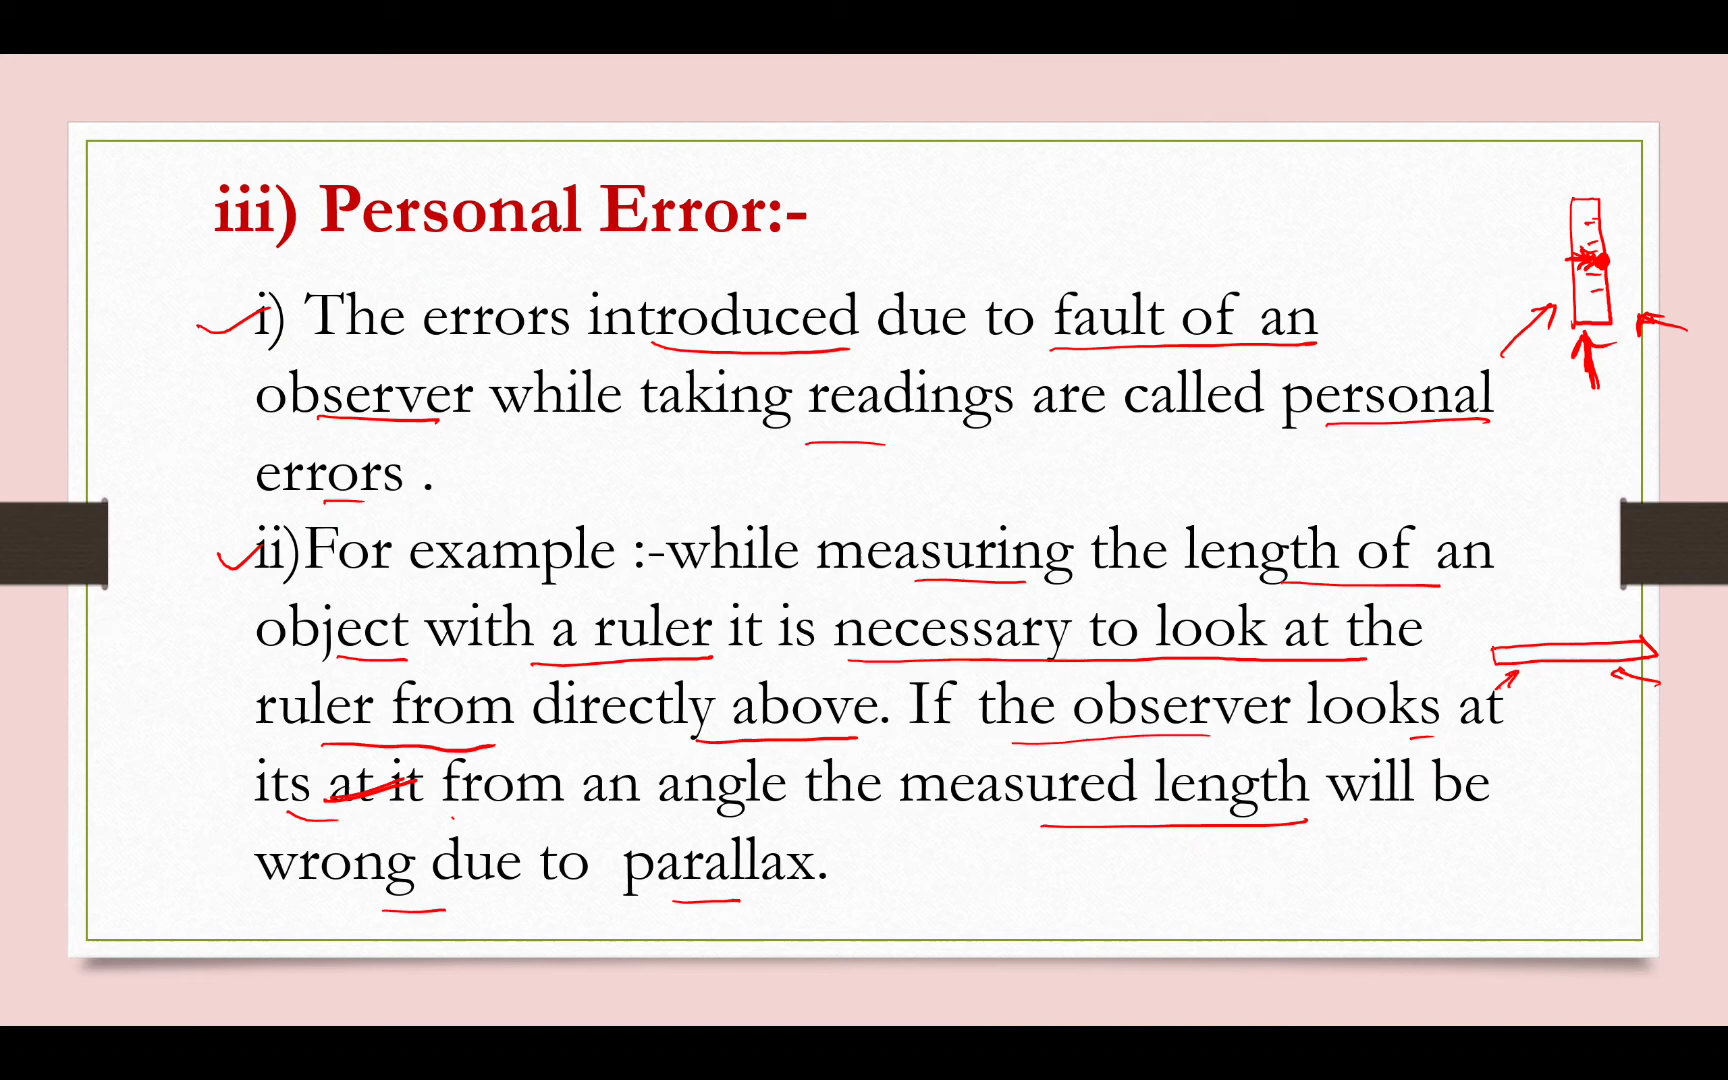 iii) Personal Error:-
i) The errors introduced due to fault of an
observer while taking readings are called personal
errors .
ii)For example :-while measuring the length of an
object with a ruler it is necessary to look at the
ruler from directly above. If the observer looks at
its at it from an angle the measured length will be
wrong due to parallax.